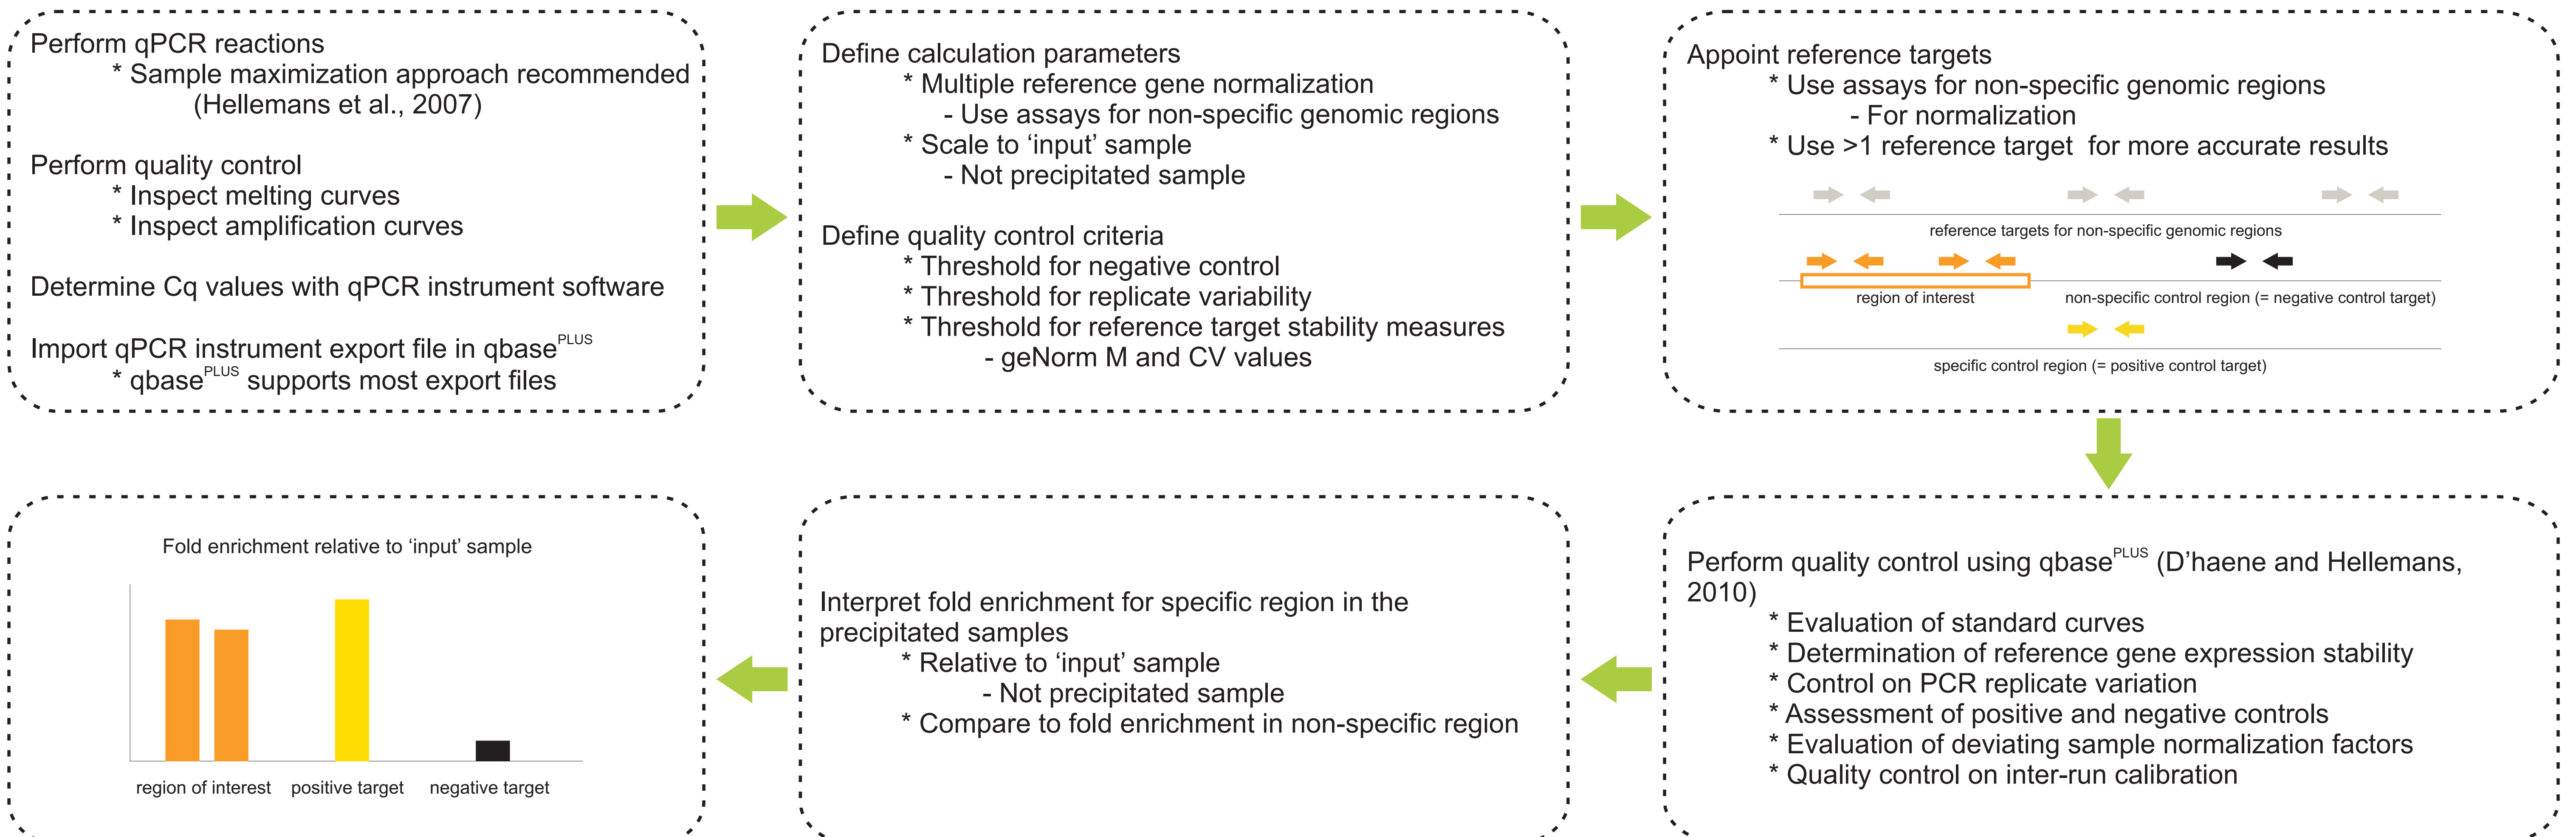 Perform qPCR reactions
* Sample maximization approach recommended
(Hellemans et al., 2007)
Perform quality control
* Inspect melting curves
* Inspect amplification curves
Determine Cq values with qPCR instrument software
Import qPCR instrument export file in qbasePLUS
* qbasePLUS supports most export files
Define calculation parameters
* Multiple reference gene normalization
- Use assays for non-specific genomic regions
* Scale to ‘input’ sample
- Not precipitated sample
Define quality control criteria
* Threshold for negative control
* Threshold for replicate variability
* Threshold for reference target stability measures
- geNorm M and CV values
Appoint reference targets
* Use assays for non-specific genomic regions
- For normalization
* Use >1 reference target  for more accurate results
reference targets for non-specific genomic regions
region of interest
non-specific control region (= negative control target)
specific control region (= positive control target)
Perform quality control using qbasePLUS (D’haene and Hellemans,
2010)
* Evaluation of standard curves
* Determination of reference gene expression stability
* Control on PCR replicate variation
* Assessment of positive and negative controls
* Evaluation of deviating sample normalization factors
* Quality control on inter-run calibration
Interpret fold enrichment for specific region in the
precipitated samples
* Relative to ‘input’ sample
- Not precipitated sample
* Compare to fold enrichment in non-specific region
Fold enrichment relative to ‘input’ sample
region of interest
positive target
negative target